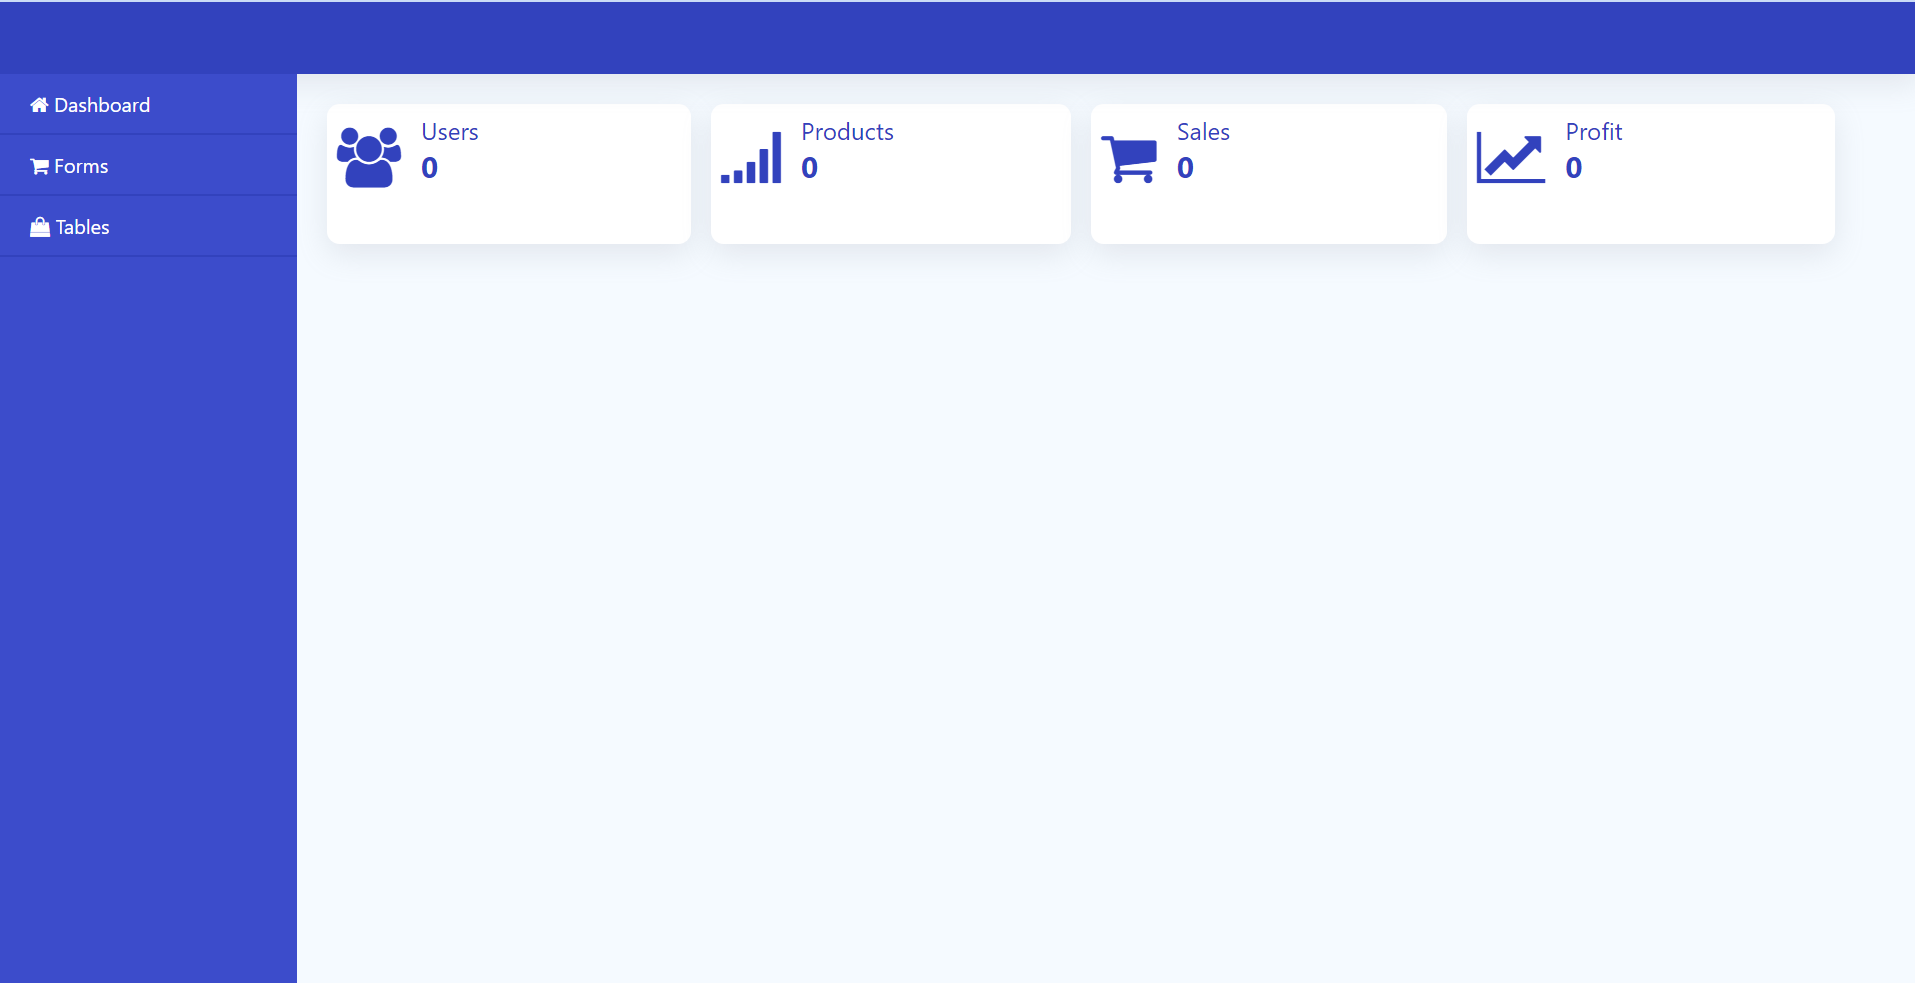 Dashboard
Forms
Tables
Users
0
Products
0
Sales
0
Profit
0